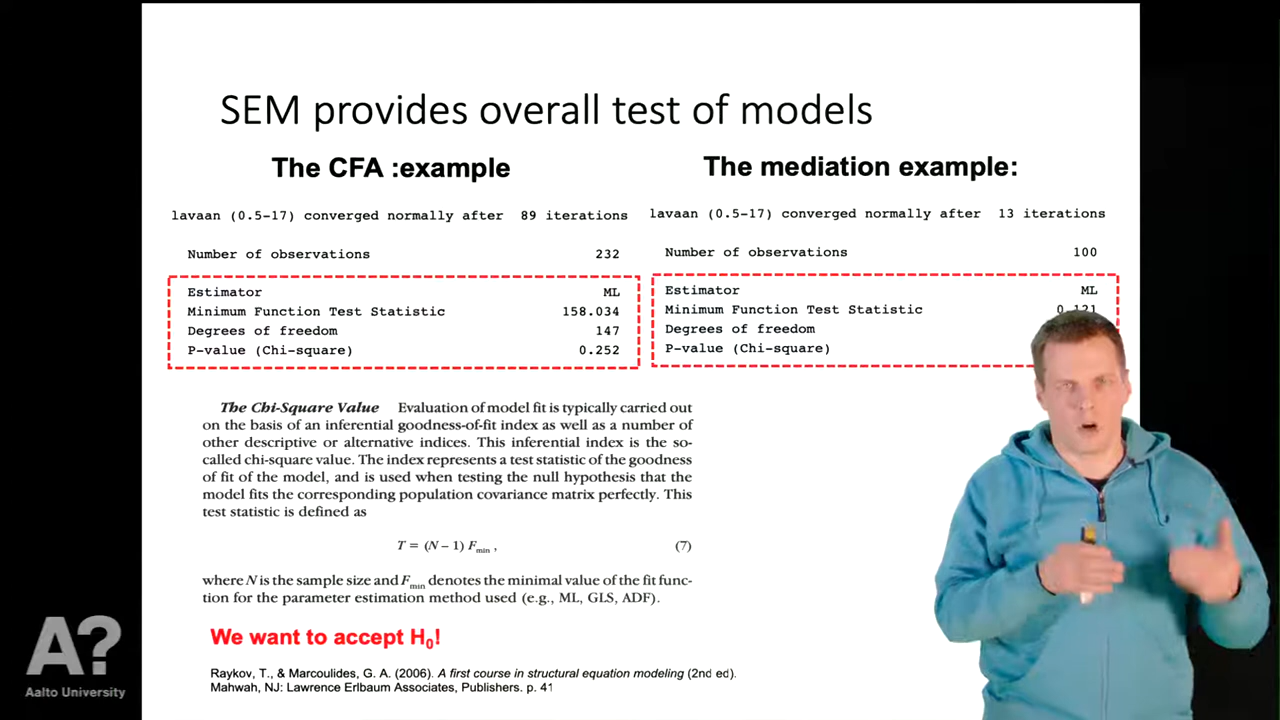 SEM provides overall test of models
The CFA :example
lavaan (0.5-17) converged normally after 89 iterations
Number of observations 232
Estimator ML
Minimum Function Test Statistic 158.034
Degrees of freedom 147
P-value (Chi-square) 0.252
The mediation example:
lavaan (0.5-17) converged normally after 13 iterations
Number of observations 100
Estimator ML
Minimum Function Test Statistic 0.121
Degrees of freedom
P-value (Chi-square)
The Chi-Square Value Evaluation of model fit is typically carried out
on the basis of an inferential goodness-of-fit index as well as a number of
other descriptive or alternative indices. This inferential index is the so-
called chi-square value. The index represents a test statistic of the goodness
of fit of the model, and is used when testing the null hypothesis that the
model fits the corresponding population covariance matrix perfectly. This
test statistic is defined as
T = (N – 1) Fmin , (7)
where N is the sample size and Fmin denotes the minimal value of the fit func-
tion for the parameter estimation method used (e.g., ML, GLS, ADF).
We want to accept H0!
Raykov, T., & Marcoulides, G. A. (2006). A first course in structural equation modeling (2nd ed).
Mahwah, NJ: Lawrence Erlbaum Associates, Publishers. p. 41
A?
Aalto University